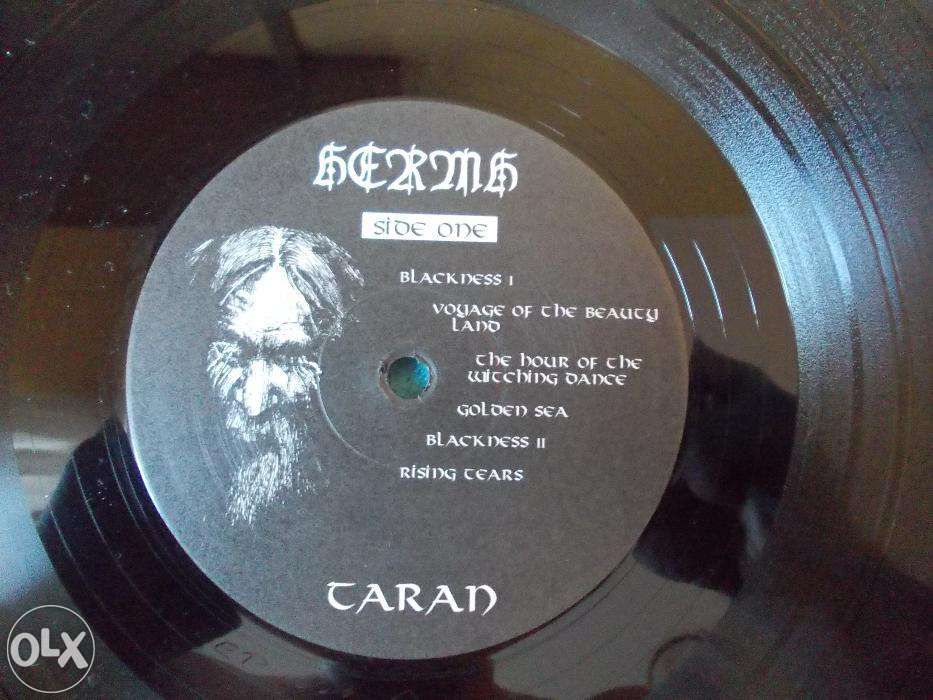 HERMH
SIDE ONE
BLACKNESS I
VOYAGE OF THE BEAUTY
LAND
THE HOUR OF THE
WITCHING DANCE
GOLDEN SEA
BLACKNESS II
RISING TEARS
TARAN
OLX